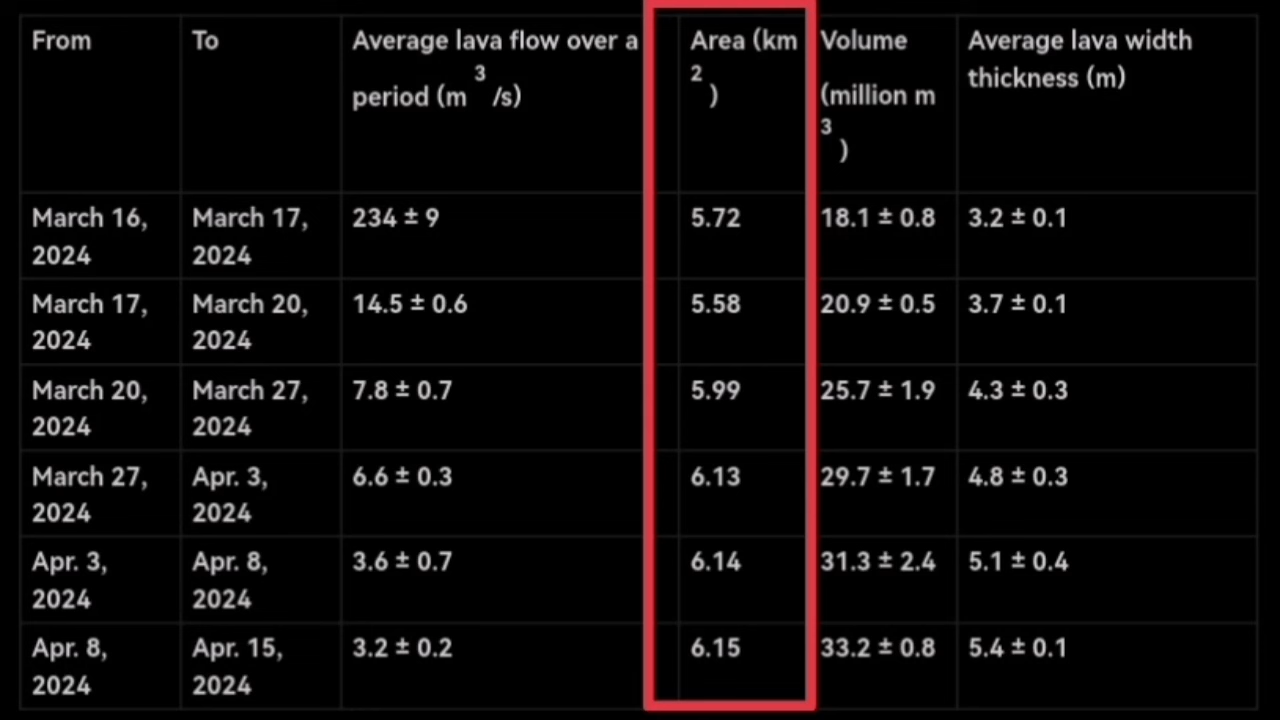 From To Average lava flow over a period (m 3 /s) Area (km 2 ) Volume (million m 3 ) Average lava width thickness (m)
March 16, 2024 March 17, 2024 234 ± 9 5.72 18.1 ± 0.8 3.2 ± 0.1
March 17, 2024 March 20, 2024 14.5 ± 0.6 5.58 20.9 ± 0.5 3.7 ± 0.1
March 20, 2024 March 27, 2024 7.8 ± 0.7 5.99 25.7 ± 1.9 4.3 ± 0.3
March 27, 2024 Apr. 3, 2024 6.6 ± 0.3 6.13 29.7 ± 1.7 4.8 ± 0.3
Apr. 3, 2024 Apr. 8, 2024 3.6 ± 0.7 6.14 31.3 ± 2.4 5.1 ± 0.4
Apr. 8, 2024 Apr. 15, 2024 3.2 ± 0.2 6.15 33.2 ± 0.8 5.4 ± 0.1